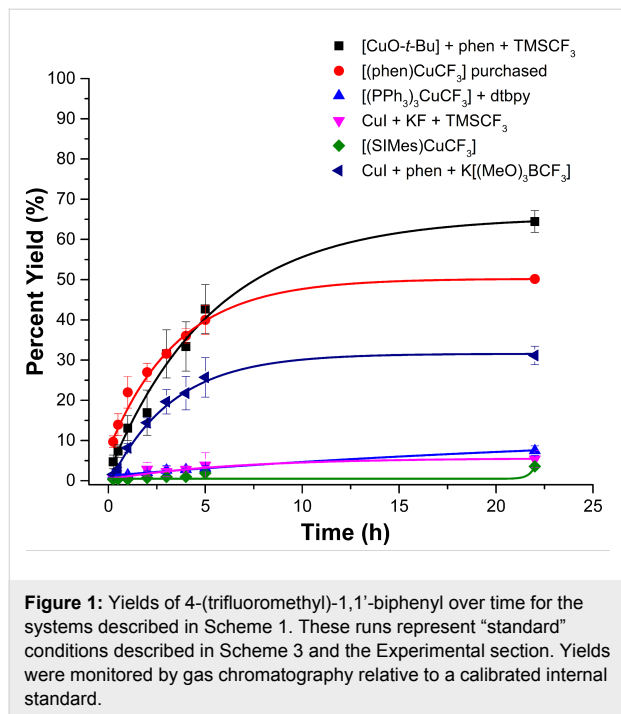 [CuO-t-Bu] + phen + TMSCF₃
[(phen)CuCF₃] purchased
[(PPh₃)₃CuCF₃] + dtbpy
CuI + KF + TMSCF₃
[(SIMes)CuCF₃]
CuI + phen + K[(MeO)₃BCF₃]
Percent Yield (%)
100
90
80
70
60
50
40
30
20
10
0
0 5 10 15 20 25
Time (h)
Figure 1: Yields of 4-(trifluoromethyl)-1,1’-biphenyl over time for the
systems described in Scheme 1. These runs represent “standard”
conditions described in Scheme 3 and the Experimental section. Yields
were monitored by gas chromatography relative to a calibrated internal
standard.